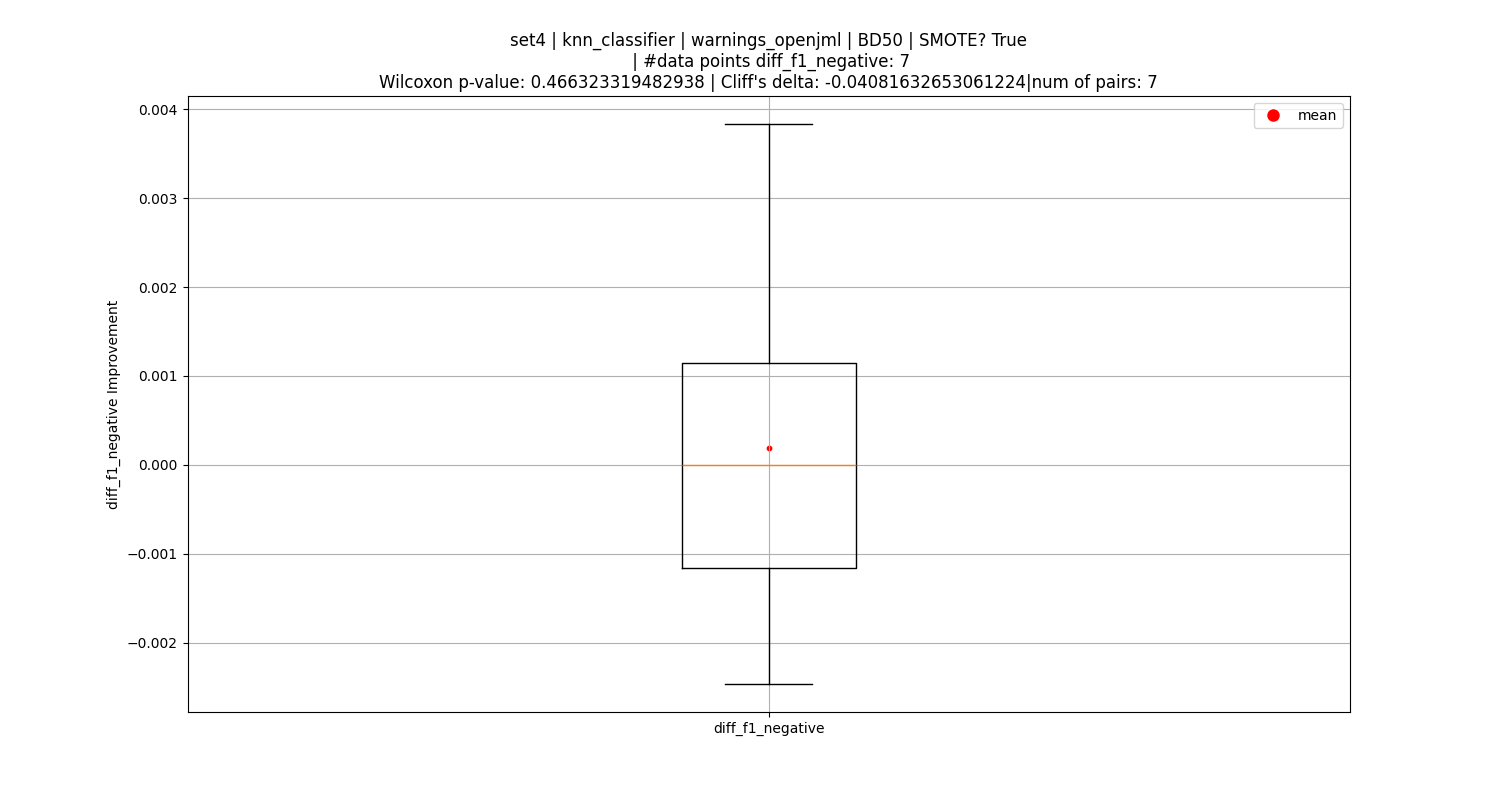 set4 | knn_classifier | warnings_openjml | BD50 | SMOTE? True
| #data points diff_f1_negative: 7
Wilcoxon p-value: 0.466323319482938 | Cliff's delta: -0.04081632653061224|num of pairs: 7
mean
0.004
0.003
0.002
0.001
0.000
−0.001
−0.002
diff_f1_negative Improvement
diff_f1_negative